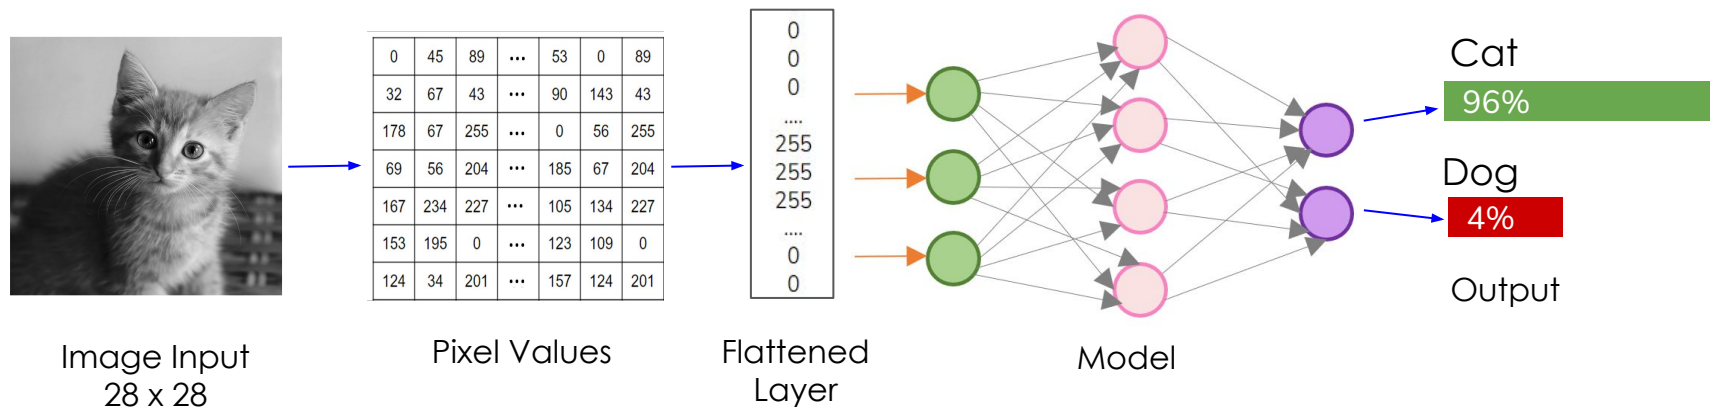 0 45 89 ... 53 0 89
32 67 43 ... 90 143 43
178 67 255 ... 0 56 255
69 56 204 ... 185 67 204
167 234 227 ... 105 134 227
153 195 0 ... 123 109 0
124 34 201 ... 157 124 201
0
0
0
....
255
255
255
....
0
0
Cat
96%
Dog
4%
Output
Image Input
28 x 28
Pixel Values
Flattened
Layer
Model